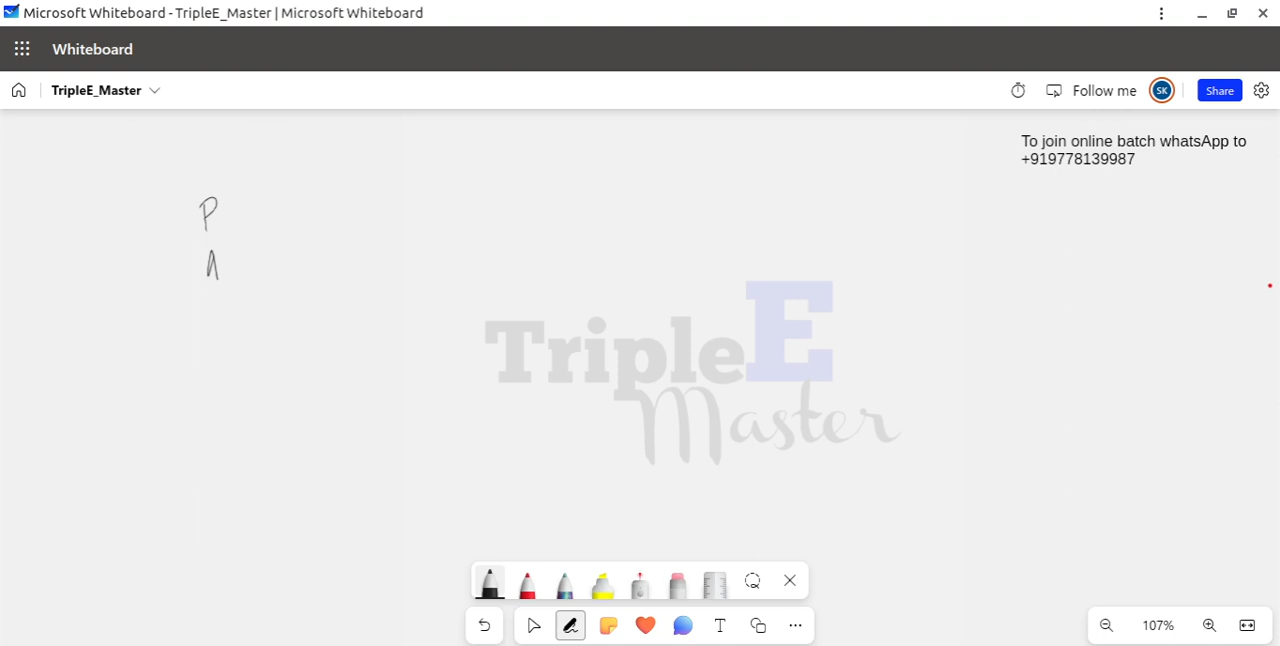 Microsoft Whiteboard - TripleE_Master | Microsoft Whiteboard
Whiteboard
TripleE_Master
Follow me
SK
Share
To join online batch whatsApp to
+919778139987
P
A
TripleE
Master
T
107%